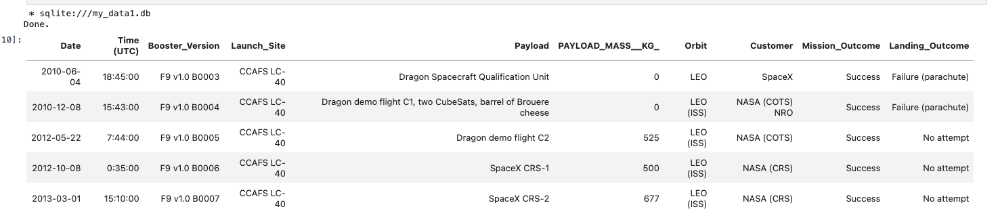 * sqlite:///my_data1.db
Done.
10]:
Date Time (UTC) Booster_Version Launch_Site Payload PAYLOAD_MASS__KG_ Orbit Customer Mission_Outcome Landing_Outcome
2010-06-04 18:45:00 F9 v1.0 B0003 CCAFS LC-40 Dragon Spacecraft Qualification Unit 0 LEO SpaceX Success Failure (parachute)
2010-12-08 15:43:00 F9 v1.0 B0004 CCAFS LC-40 Dragon demo flight C1, two CubeSats, barrel of Brouere cheese 0 LEO (ISS) NASA (COTS) NRO Success Failure (parachute)
2012-05-22 7:44:00 F9 v1.0 B0005 CCAFS LC-40 Dragon demo flight C2 525 LEO (ISS) NASA (COTS) Success No attempt
2012-10-08 0:35:00 F9 v1.0 B0006 CCAFS LC-40 SpaceX CRS-1 500 LEO (ISS) NASA (CRS) Success No attempt
2013-03-01 15:10:00 F9 v1.0 B0007 CCAFS LC-40 SpaceX CRS-2 677 LEO (ISS) NASA (CRS) Success No attempt